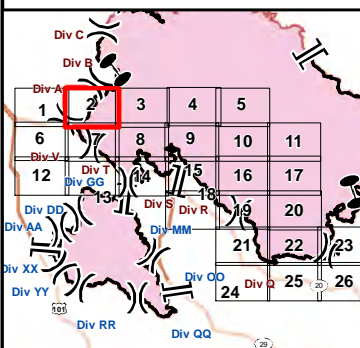 Div C
Div B
Div A
1 2 3 4 5
6 7 8 9 10 11
Div V
12 Div T 14 15 16 17
Div GG
13 18
Div S Div R 19 20
Div DD
Div AA
Div MM
21 22 23
Div XX
Div OO
Div Q
24 25 20 26
Div YY
101
Div RR
Div QQ
29